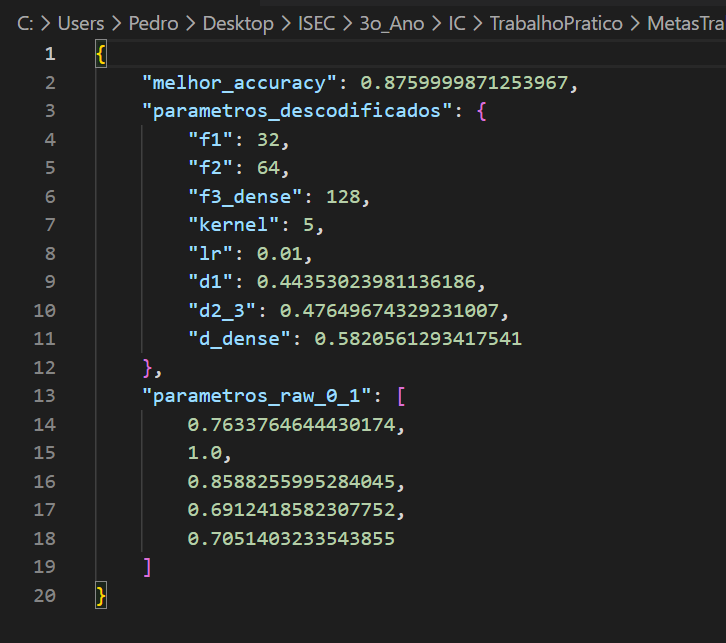 C: > Users > Pedro > Desktop > ISEC > 3o_Ano > IC > TrabalhoPratico > MetasTra
1 {
2 "melhor_accuracy": 0.8759999871253967,
3 "parametros_descodificados": {
4 "f1": 32,
5 "f2": 64,
6 "f3_dense": 128,
7 "kernel": 5,
8 "lr": 0.01,
9 "d1": 0.44353023981136186,
10 "d2_3": 0.47649674329231007,
11 "d_dense": 0.5820561293417541
12 },
13 "parametros_raw_0_1": [
14 0.7633764644430174,
15 1.0,
16 0.8588255995284045,
17 0.6912418582307752,
18 0.7051403233543855
19 ]
20 }